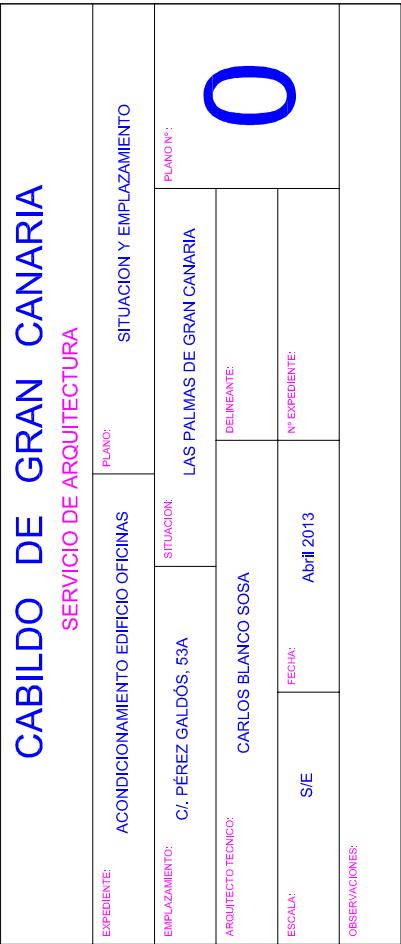 CABILDO DE GRAN CANARIA
SERVICIO DE ARQUITECTURA
EXPEDIENTE:
ACONDICIONAMIENTO EDIFICIO OFICINAS
PLANO:
SITUACION Y EMPLAZAMIENTO
EMPLAZAMIENTO:
C/. PÉREZ GALDÓS, 53A
SITUACION:
LAS PALMAS DE GRAN CANARIA
PLANO Nº:
0
ARQUITECTO TECNICO:
CARLOS BLANCO SOSA
DELINEANTE:
ESCALA:
S/E
FECHA:
Abril 2013
Nº EXPEDIENTE:
OBSERVACIONES: